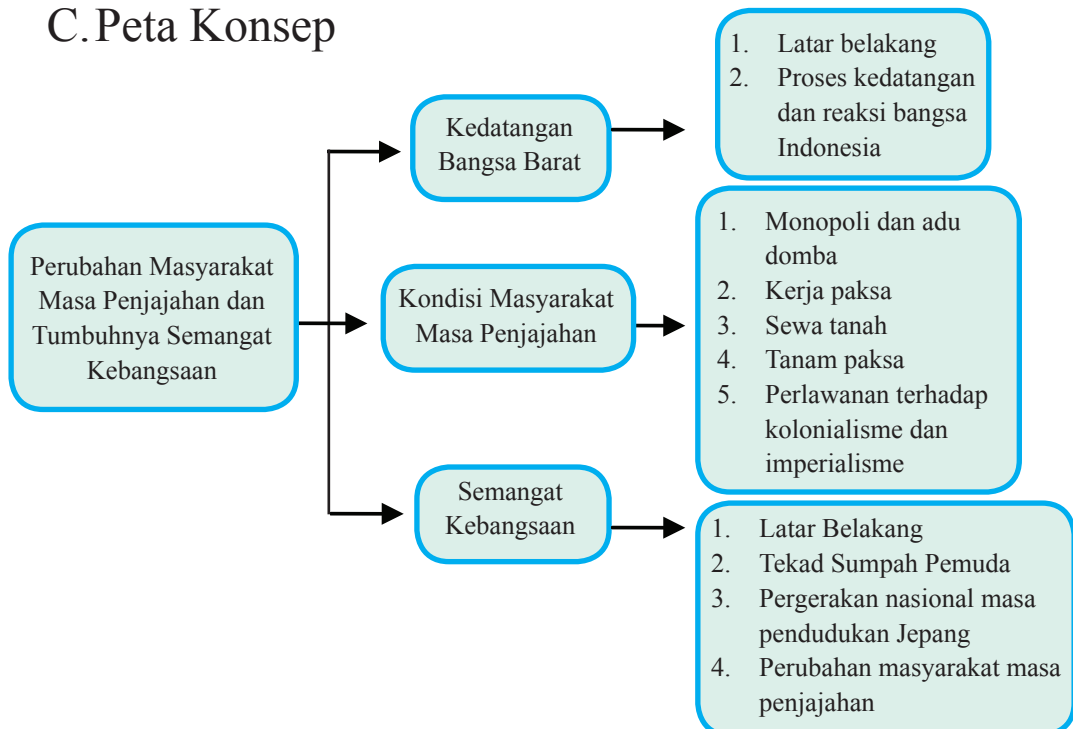 C. Peta Konsep
Perubahan Masyarakat
Masa Penjajahan dan
Tumbuhnya Semangat
Kebangsaan
Kedatangan
Bangsa Barat
1. Latar belakang
2. Proses kedatangan
dan reaksi bangsa
Indonesia
Kondisi Masyarakat
Masa Penjajahan
1. Monopoli dan adu
domba
2. Kerja paksa
3. Sewa tanah
4. Tanam paksa
5. Perlawanan terhadap
kolonialisme dan
imperialisme
Semangat
Kebangsaan
1. Latar Belakang
2. Tekad Sumpah Pemuda
3. Pergerakan nasional masa
pendudukan Jepang
4. Perubahan masyarakat masa
penjajahan